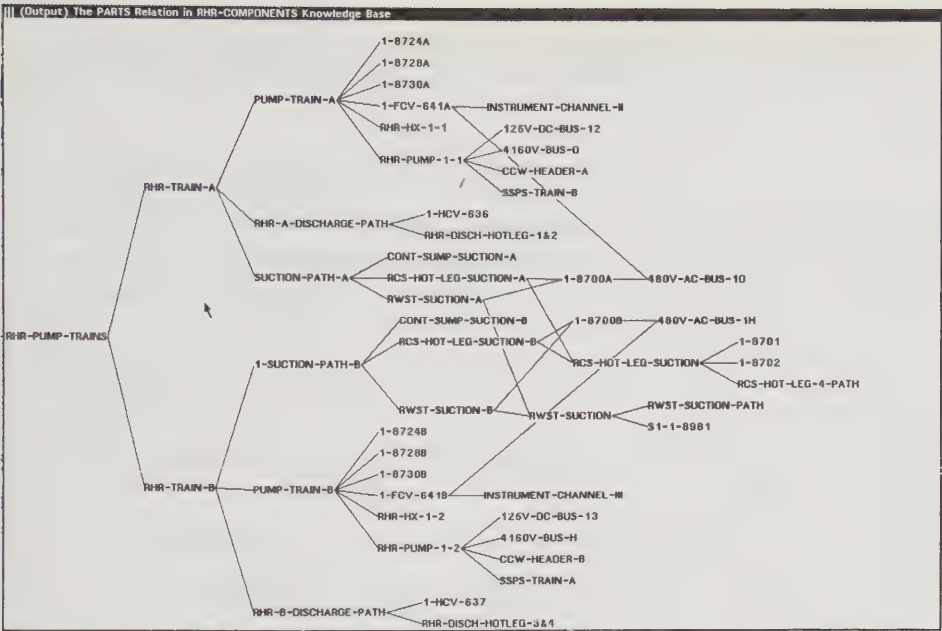 (Output) The PARTS Relation in RHR-COMPONENTS Knowledge Base
1-8724A
1-8728A
PUMP-TRAIN-A
1-8730A
1-FCV-641A
INSTRUMENT-CHANNEL-II
RHR-HX-1-1
125V-DC-BUS-12
4160V-BUS-G
RHR-PUMP-1-1
CCW-HEADER-A
RHR-TRAIN-A
SSPS-TRAIN-B
1-HCV-636
RHR-A-DISCHARGE-PATH
RHR-DISCH-HOTLEG-1&2
CONT-SUMP-SUCTION-A
SUCTION-PATH-A
RCS-HOT-LEG-SUCTION-A
1-8700A
480V-AC-BUS-1G
RWST-SUCTION-A
CONT-SUMP-SUCTION-B
1-8700B
480V-AC-BUS-1H
RHR-PUMP-TRAINS
RCS-HOT-LEG-SUCTION-B
1-8701
1-SUCTION-PATH-B
RCS-HOT-LEG-SUCTION
1-8702
RCS-HOT-LEG-4-PATH
RWST-SUCTION-B
RWST-SUCTION
RWST-SUCTION-PATH
S1-1-8981
1-8724B
1-8728B
1-8730B
RHR-TRAIN-B
PUMP-TRAIN-B
1-FCV-641B
INSTRUMENT-CHANNEL-III
RHR-HX-1-2
125V-DC-BUS-13
4160V-BUS-H
RHR-PUMP-1-2
CCW-HEADER-B
SSPS-TRAIN-A
1-HCV-637
RHR-B-DISCHARGE-PATH
RHR-DISCH-HOTLEG-3&4